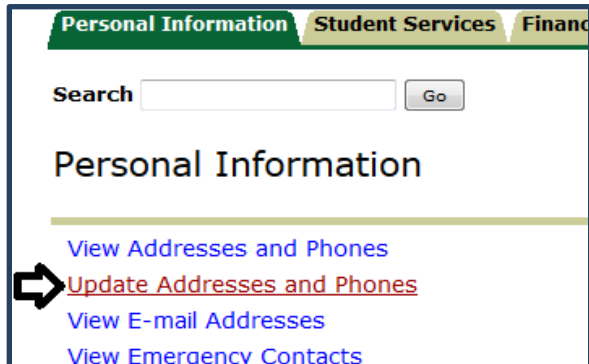 Personal Information Student Services Financ
Search Go
Personal Information
View Addresses and Phones
Update Addresses and Phones
View E-mail Addresses
View Emergency Contacts